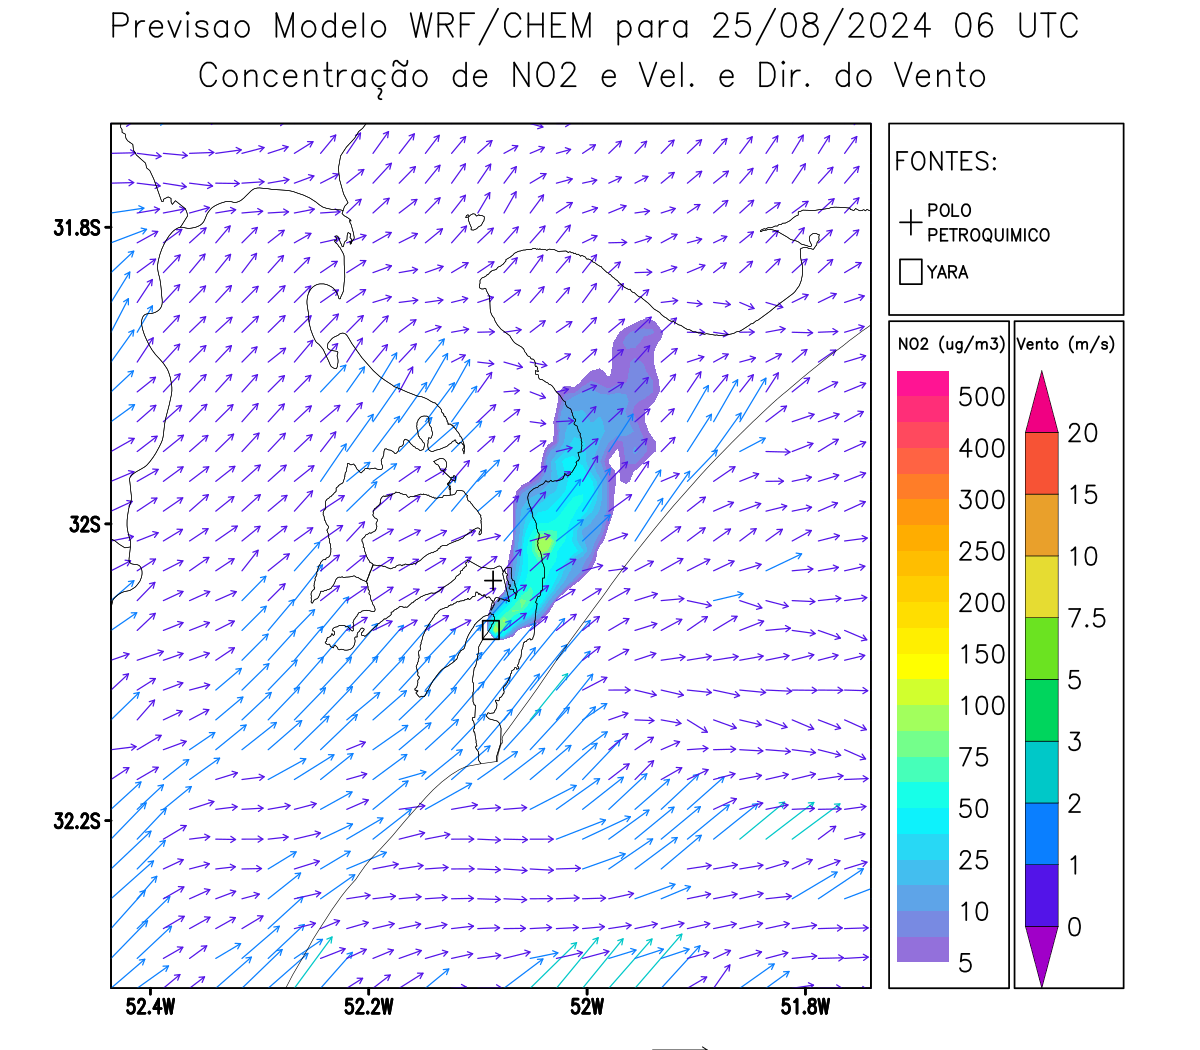 Previsao Modelo WRF/CHEM para 25/08/2024 06 UTC
Concentração de NO2 e Vel. e Dir. do Vento
FONTES:
POLO
PETROQUIMICO
YARA
NO2 (ug/m3)
500
400
300
250
200
150
100
75
50
25
10
5
Vento (m/s)
20
15
10
7.5
5
3
2
1
0
31.8S
32S
32.2S
52.4W
52.2W
52W
51.8W